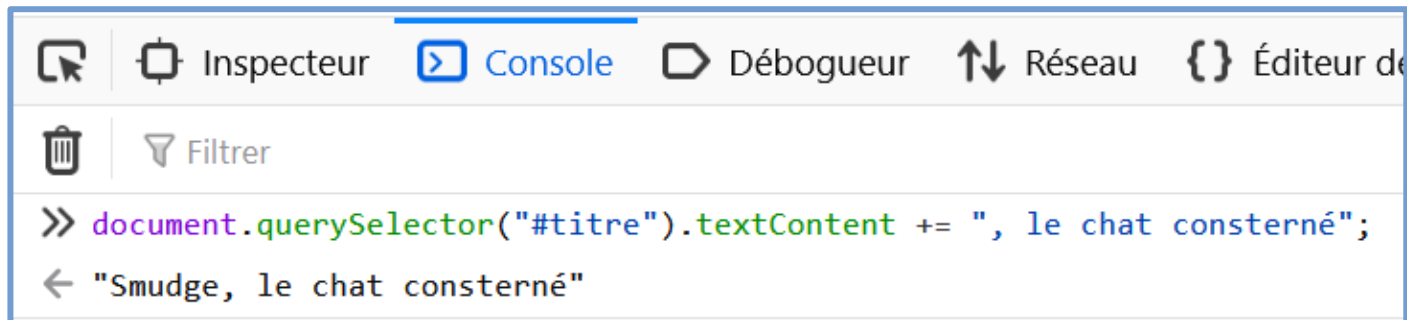 Inspecteur Console Débogueur Réseau {} Éditeur de
Filtrer
>> document.querySelector("#titre").textContent += ", le chat consterné";
← "Smudge, le chat consterné"